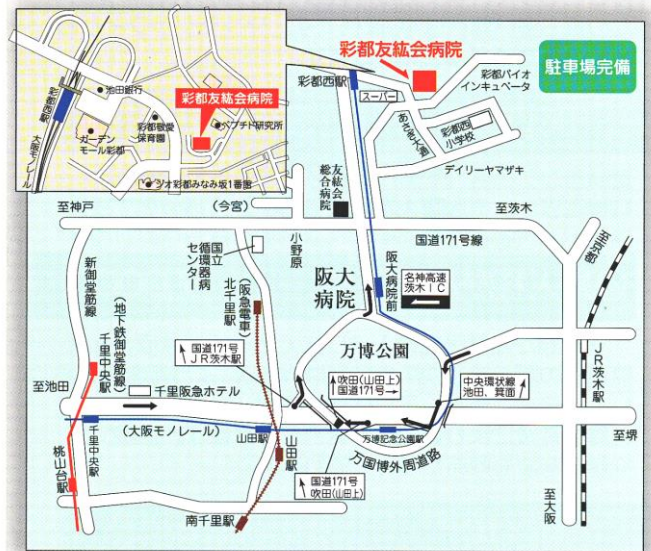 池田銀行
彩都西駅
大阪モノレール
ガーデン
モール彩都
彩都敬愛
保育園
彩都友紘会病院
ペプチド研究所
ジオ彩都みなみ坂1番館
彩都西駅
彩都友紘会病院
駐車場完備
スーパー
彩都バイオ
インキュベータ
あさぎ大通
彩都西
小学校
デイリーヤマザキ
友紘会
総合病院
至神戸
(今宮)
小野原
至茨木
国道171号線
至京都
新御堂筋線
国立
循環器病
センター
(阪急電車)
北千里駅
阪大
病院
阪大病院前
名神高速
茨木IC
(地下鉄御堂筋線)
千里中央駅
国道171号
JR茨木駅
万博公園
JR茨木駅
至池田
千里阪急ホテル
吹田(山田上)
国道171号→
中央環状線
池田、箕面
(大阪モノレール)
千里中央駅
山田駅
山田駅
万博記念公園駅
至堺
万国博外周道路
桃山台駅
国道171号
吹田(山田上)
南千里駅
至大阪